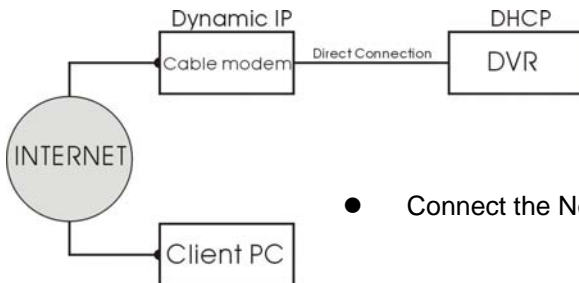 Dynamic IP DHCP
Cable modem Direct Connection DVR
INTERNET
Connect the
Client PC